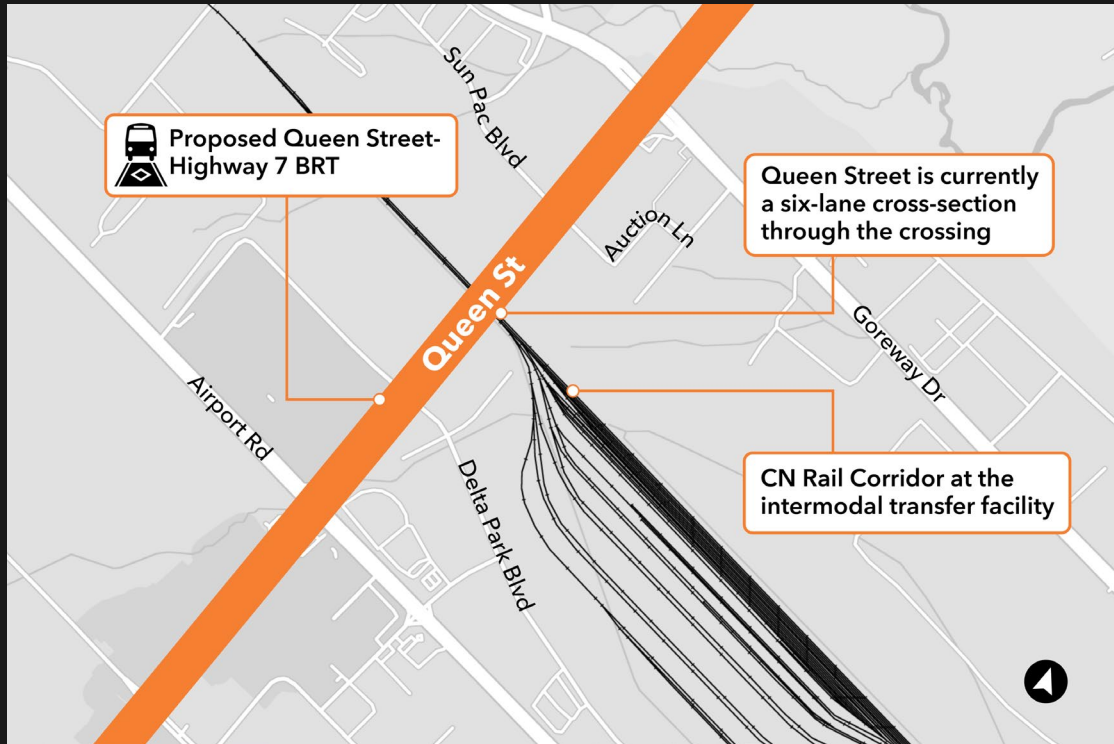 Sun Pac Blvd
Proposed Queen Street-
Highway 7 BRT
Queen Street is currently
a six-lane cross-section
through the crossing
Auction Ln
Queen St
Goreway Dr
Airport Rd
Delta Park Blvd
CN Rail Corridor at the
intermodal transfer facility